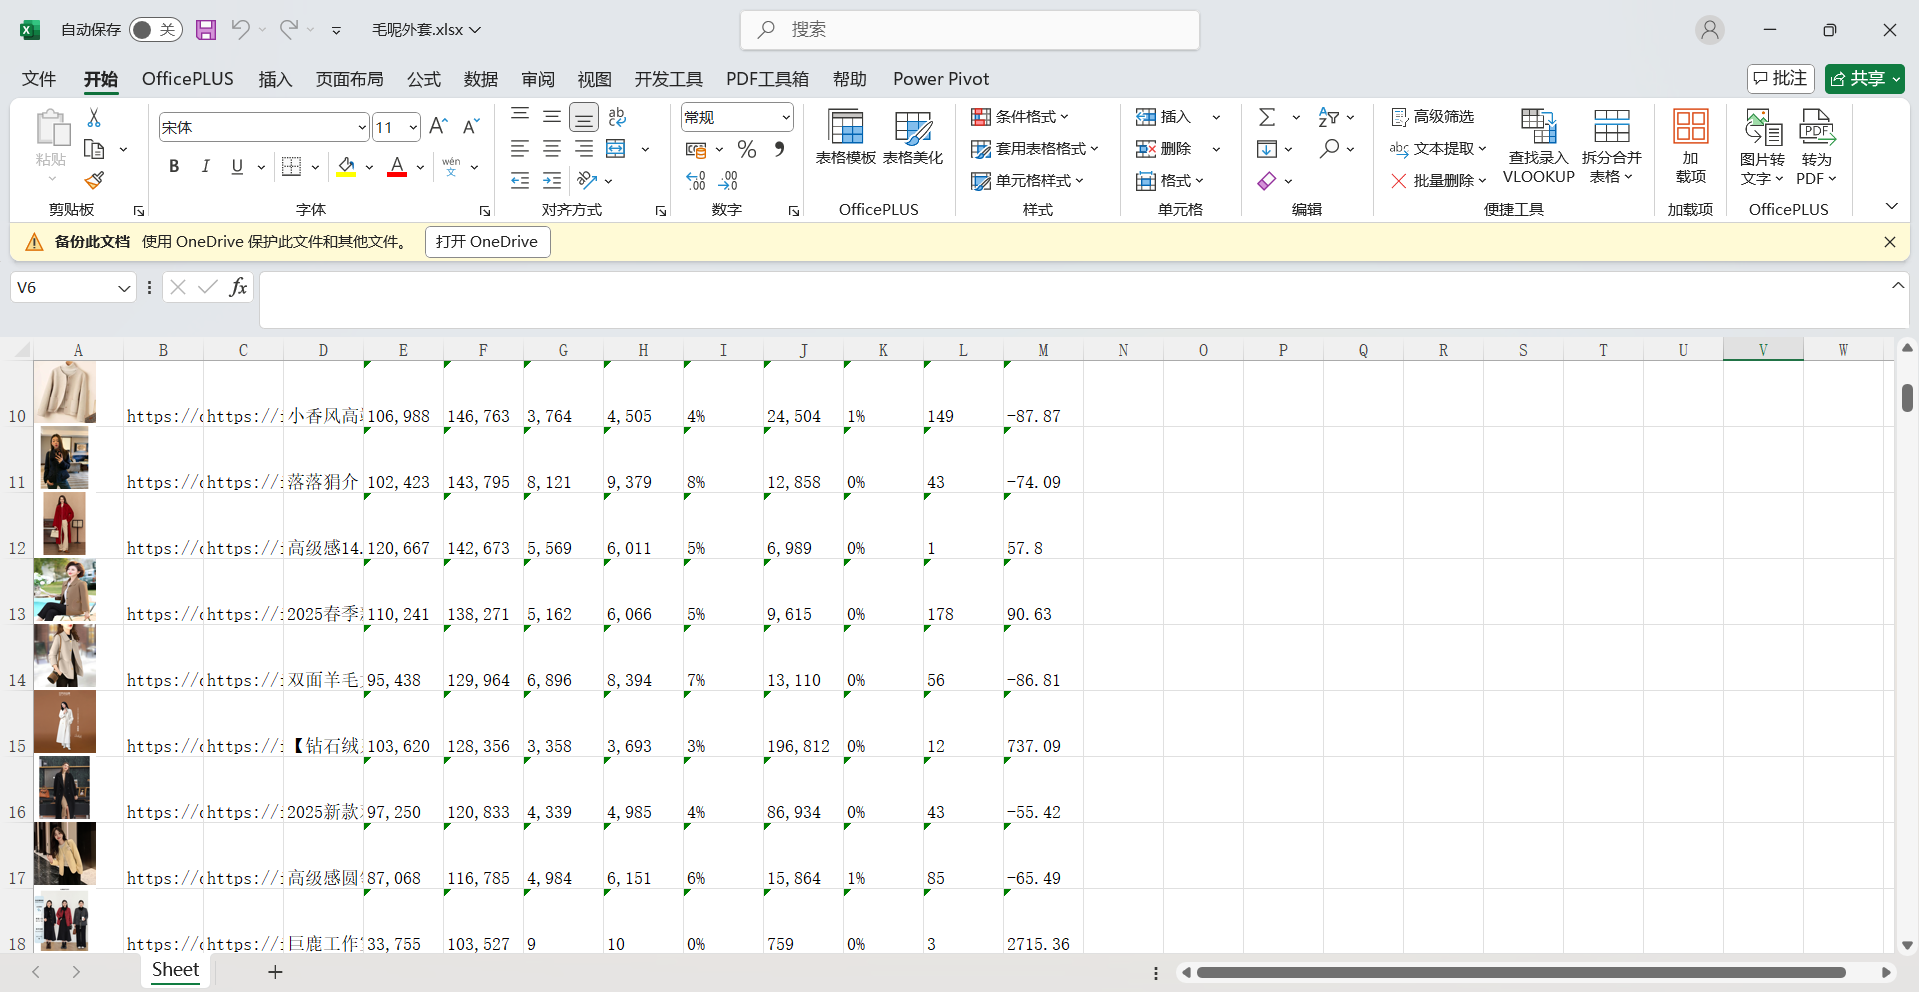 自动保存 关 毛呢外套.xlsx 搜索
文件 开始 OfficePLUS 插入 页面布局 公式 数据 审阅 视图 开发工具 PDF工具箱 帮助 Power Pivot 批注 共享
粘贴 宋体 11 A A ab 常规 表格模板 表格美化 条件格式 插入 高级筛选 查找录入 VLOOKUP 拆分合并 表格 加 载项 图片转 文字 转为 PDF
B I U A wén 文 % 套用表格格式 删除 文本提取
单元格样式 格式 批量删除
剪贴板 字体 对齐方式 数字 OfficePLUS 样式 单元格 编辑 便捷工具 加载项 OfficePLUS
备份此文档 使用 OneDrive 保护此文件和其他文件。 打开 OneDrive
V6 fx
A B C D E F G H I J K L M N O P Q R S T U V W
10 https:// https:// 小香风高 106,988 146,763 3,764 4,505 4% 24,504 1% 149 -87.87
11 https:// https:// 落落狷介 102,423 143,795 8,121 9,379 8% 12,858 0% 43 -74.09
12 https:// https:// 高级感14. 120,667 142,673 5,569 6,011 5% 6,989 0% 1 57.8
13 https:// https:// 2025春季 110,241 138,271 5,162 6,066 5% 9,615 0% 178 90.63
14 https:// https:// 双面羊毛 95,438 129,964 6,896 8,394 7% 13,110 0% 56 -86.81
15 https:// https:// 【钻石绒 103,620 128,356 3,358 3,693 3% 196,812 0% 12 737.09
16 https:// https:// 2025新款 97,250 120,833 4,339 4,985 4% 86,934 0% 43 -55.42
17 https:// https:// 高级感圆 87,068 116,785 4,984 6,151 6% 15,864 1% 85 -65.49
18 https:// https:// 巨鹿工作 33,755 103,527 9 10 0% 759 0% 3 2715.36
Sheet